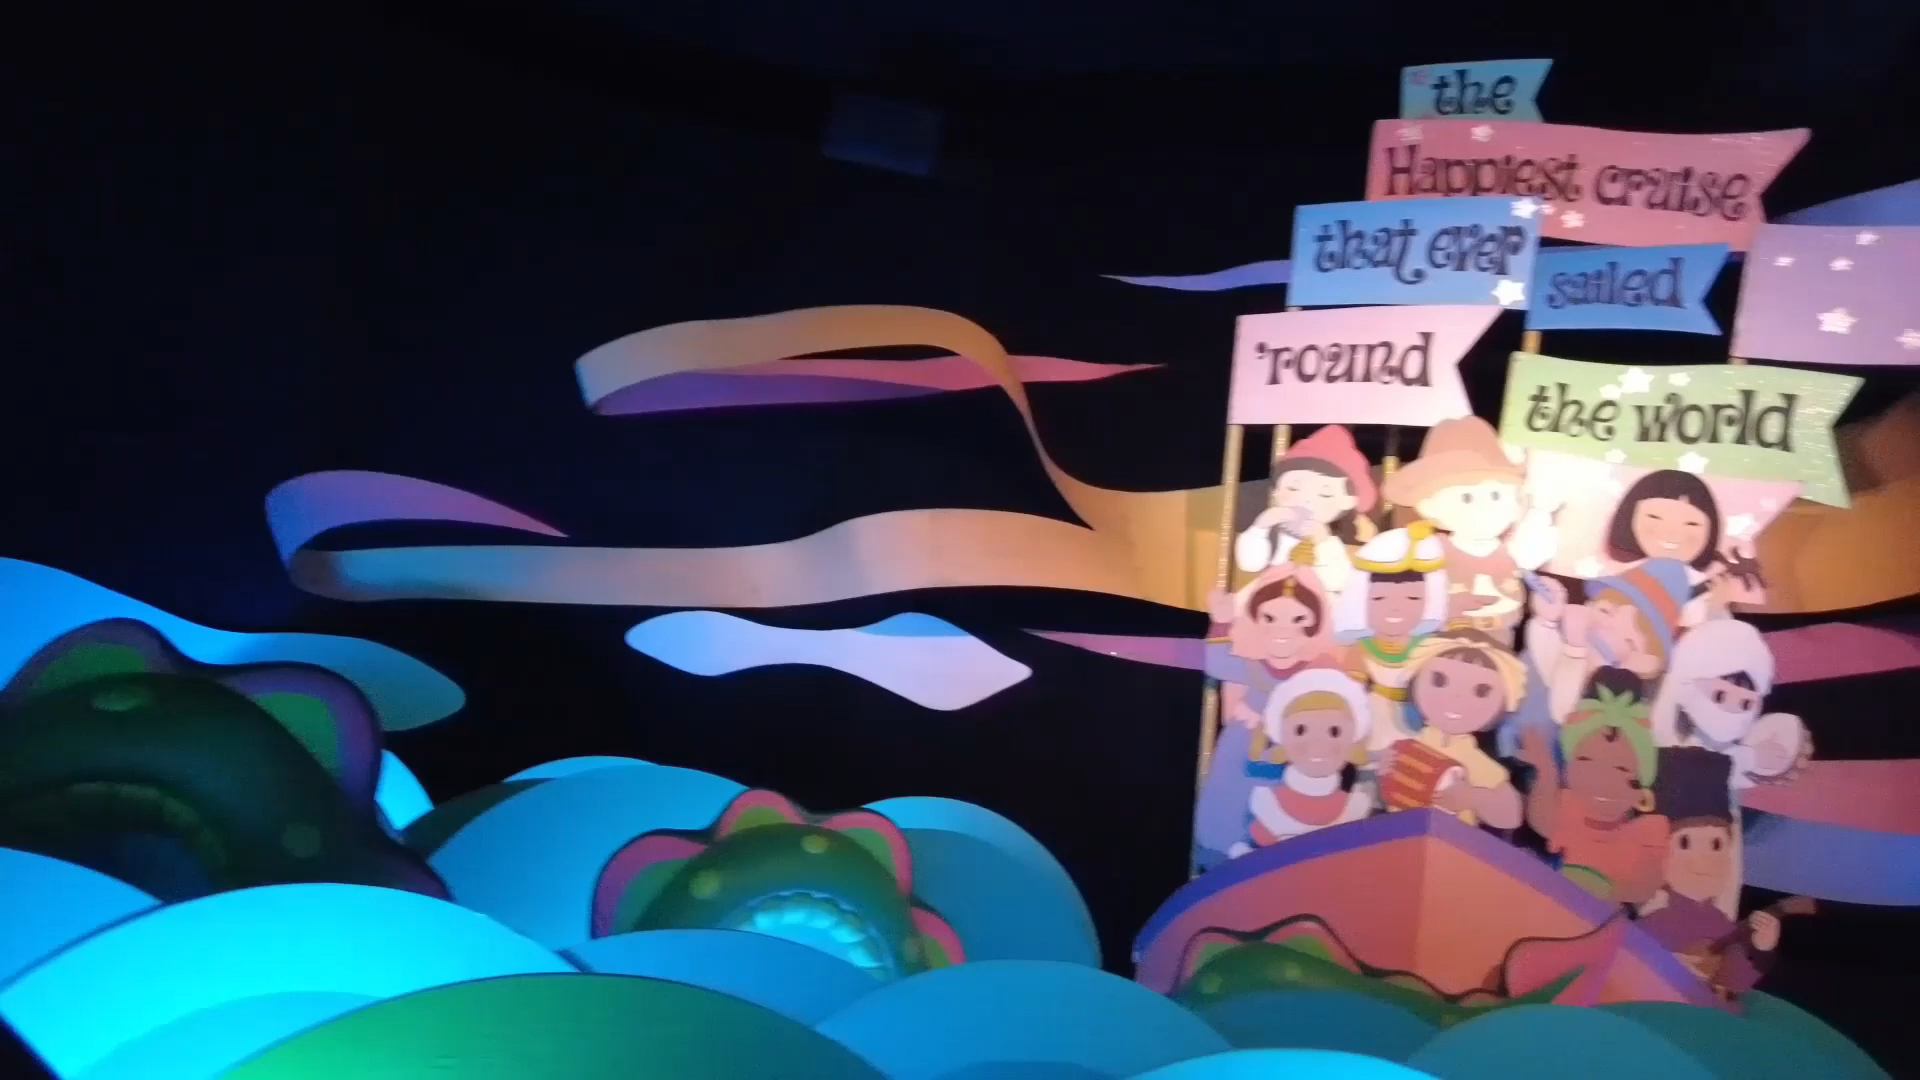 the
Happiest cruise
that ever
sailed
'round
the world